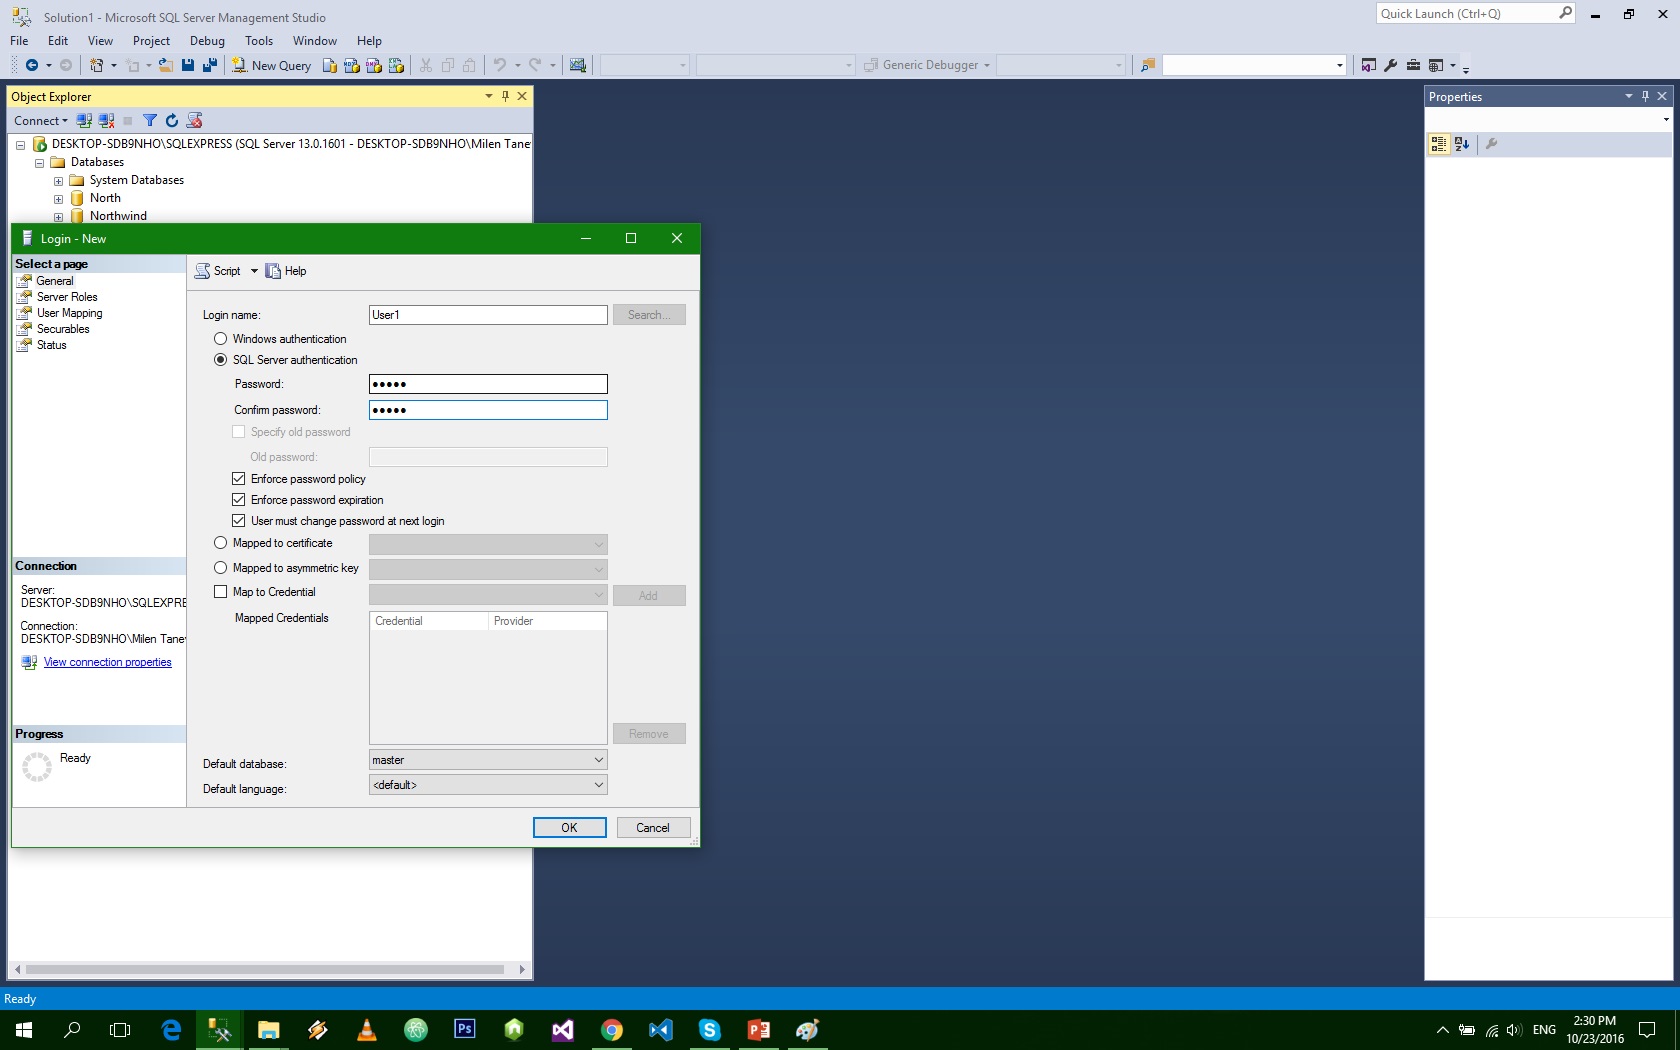 Solution1 - Microsoft SQL Server Management Studio
Quick Launch (Ctrl+Q)
File Edit View Project Debug Tools Window Help
New Query
Generic Debugger
Object Explorer
Properties
Connect
DESKTOP-SDB9NHO\SQLEXPRESS (SQL Server 13.0.1601 - DESKTOP-SDB9NHO\Milen Tane
Databases
System Databases
North
Northwind
Login - New
Select a page
General
Server Roles
User Mapping
Securables
Status
Script Help
Login name: User1 Search...
Windows authentication
SQL Server authentication
Password: •••••
Confirm password: •••••
Specify old password
Old password:
Enforce password policy
Enforce password expiration
User must change password at next login
Mapped to certificate
Mapped to asymmetric key
Map to Credential Add
Mapped Credentials Credential Provider
Remove
Default database: master
Default language: <default>
OK Cancel
Connection
Server:
DESKTOP-SDB9NHO\SQLEXPRE
Connection:
DESKTOP-SDB9NHO\Milen Tane
View connection properties
Progress
Ready
Ready
Ps
ENG
2:30 PM
10/23/2016